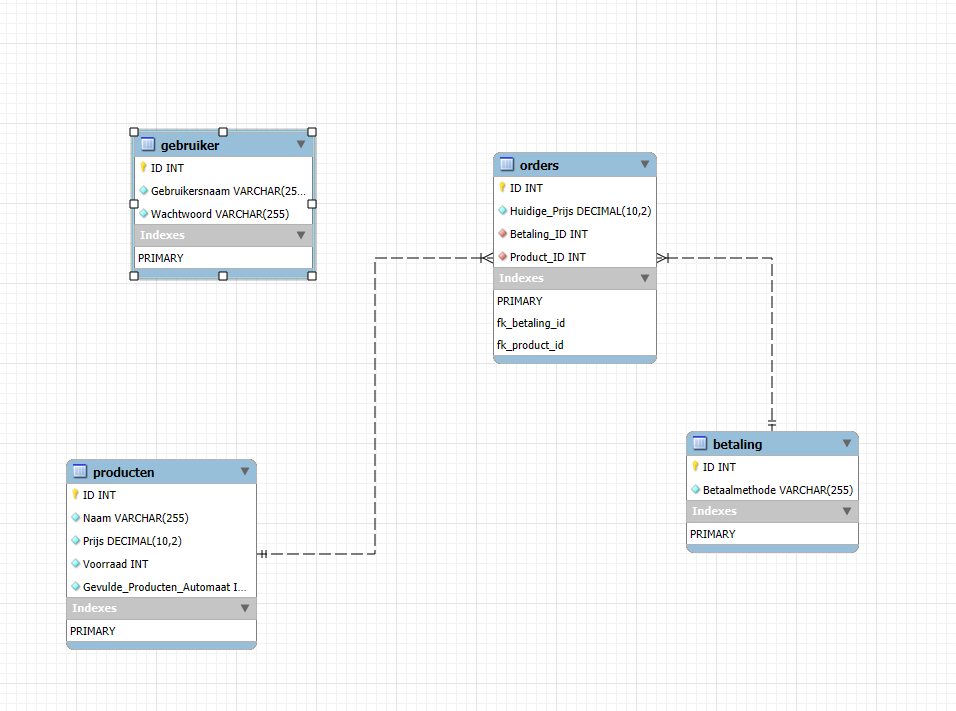 gebruiker
ID INT
Gebruikersnaam VARCHAR(25...
Wachtwoord VARCHAR(255)
Indexes
PRIMARY
orders
ID INT
Huidige_Prijs DECIMAL(10,2)
Betaling_ID INT
Product_ID INT
Indexes
PRIMARY
fk_betaling_id
fk_product_id
producten
ID INT
Naam VARCHAR(255)
Prijs DECIMAL(10,2)
Voorraad INT
Gevulde_Producten_Automaat I...
Indexes
PRIMARY
betaling
ID INT
Betaalmethode VARCHAR(255)
Indexes
PRIMARY